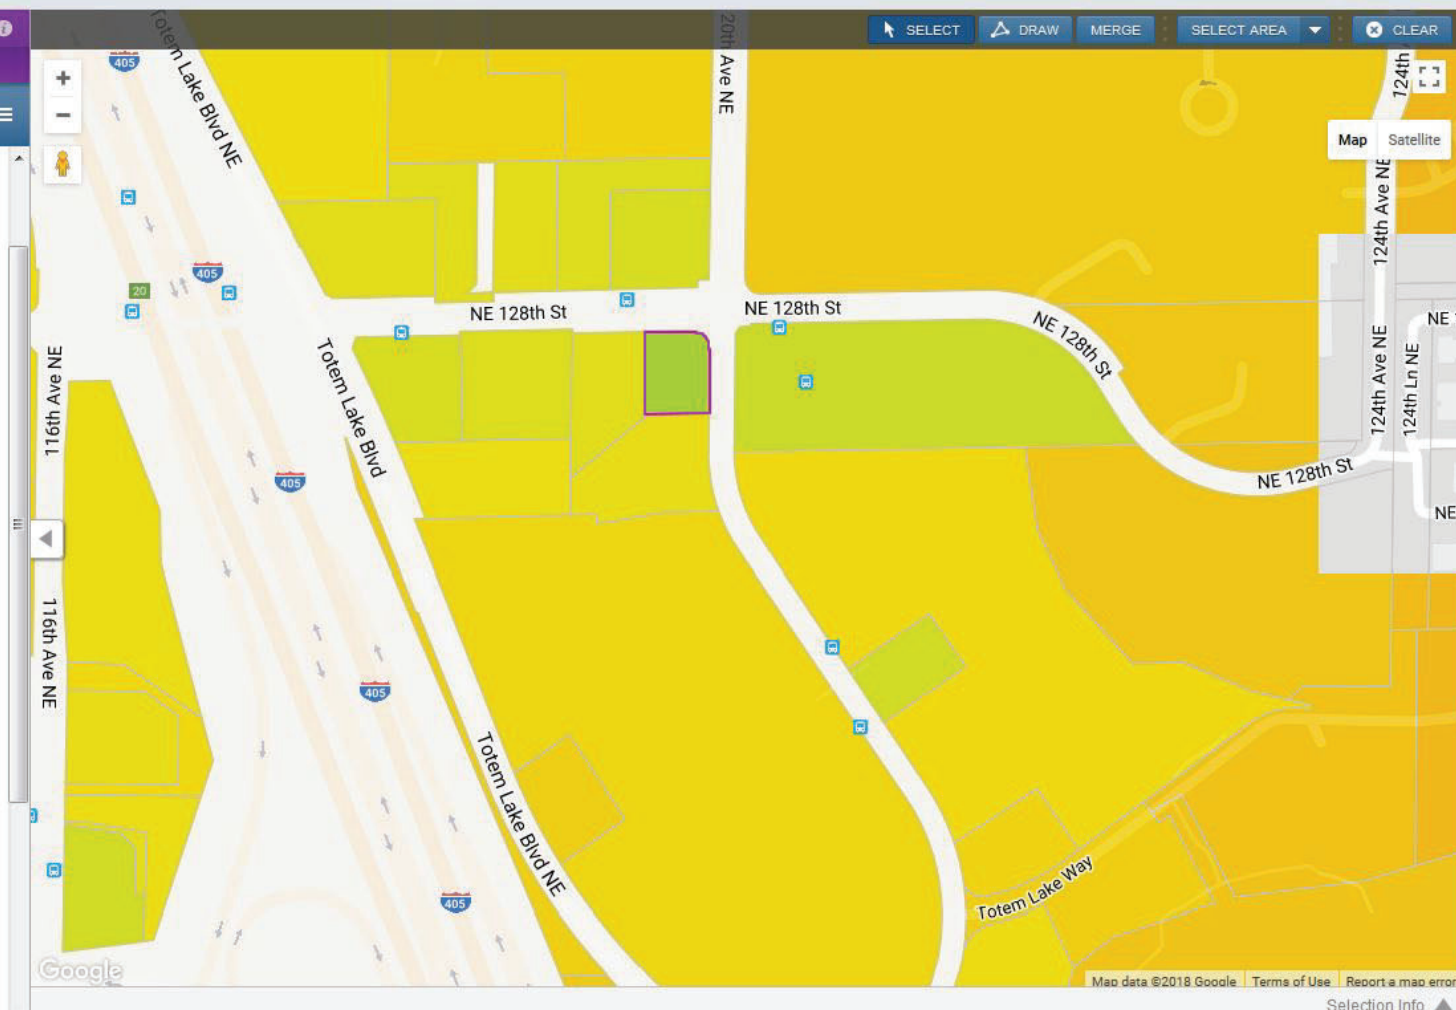 SELECT
DRAW
MERGE
SELECT AREA
CLEAR
Totem Lake Blvd NE
20th Ave NE
124th
405
Map
Satellite
124th Ave NE
405
20
NE 128th St
NE 128th St
NE 128th St
NE
116th Ave NE
Totem Lake Blvd
124th Ave NE
124th Ln NE
405
NE 128th St
NE
116th Ave NE
405
Totem Lake Blvd NE
Totem Lake Way
405
Google
Map data ©2018 Google
Terms of Use
Report a map error
Selection Info